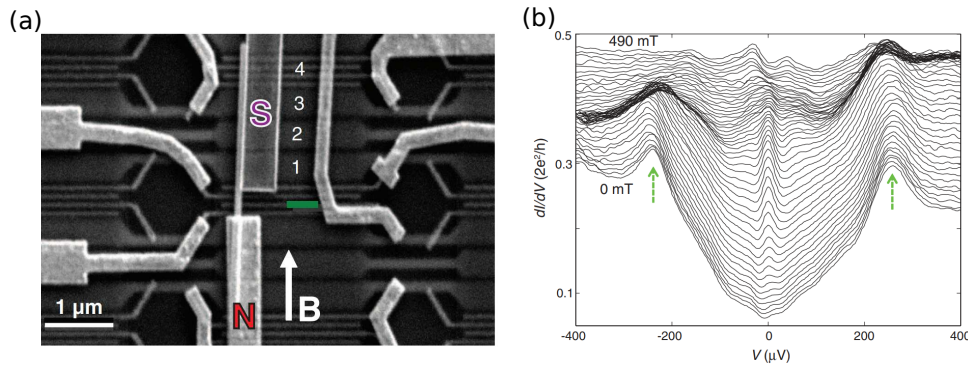 (a)
S
4
3
2
1
N
B
1 μm
(b)
0.5
0.3
0.1
dI/dV (2e²/h)
490 mT
0 mT
-400
-200
0
200
400
V (μV)